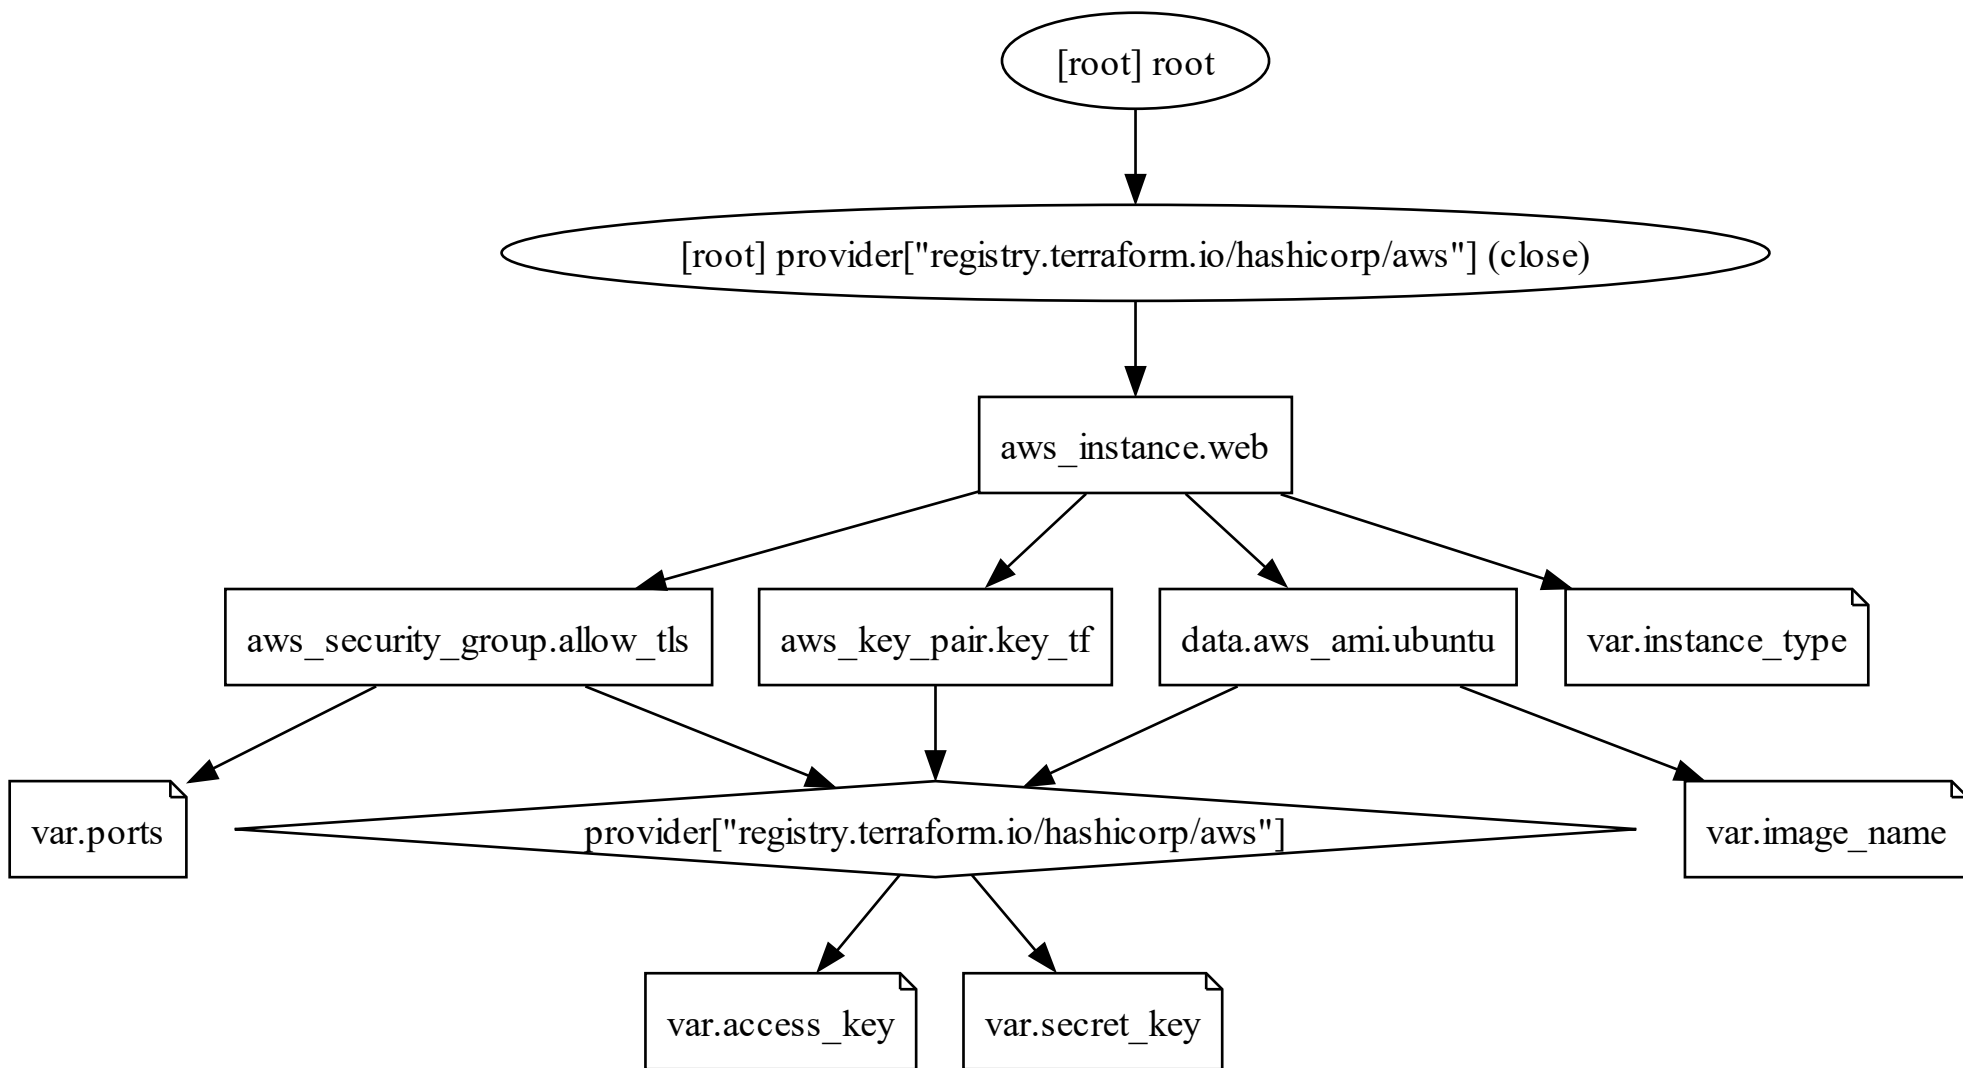 [root] root
[root] provider["registry.terraform.io/hashicorp/aws"] (close)
aws_instance.web
aws_security_group.allow_tls
aws_key_pair.key_tf
data.aws_ami.ubuntu
var.instance_type
var.ports
provider["registry.terraform.io/hashicorp/aws"]
var.image_name
var.access_key
var.secret_key